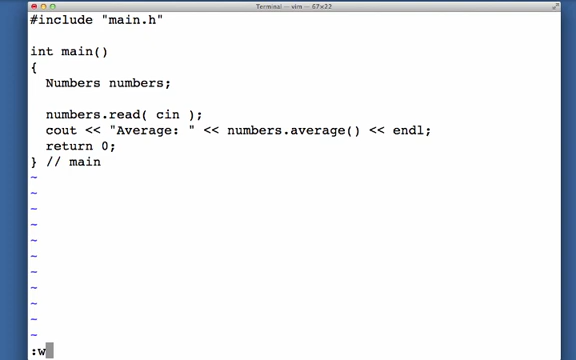 Terminal — vim — 67×22
#include "main.h"
int main()
{
Numbers numbers;
numbers.read( cin );
cout << "Average: " << numbers.average() << endl;
return 0;
} // main
~
~
~
~
~
~
~
~
~
~
~
:w